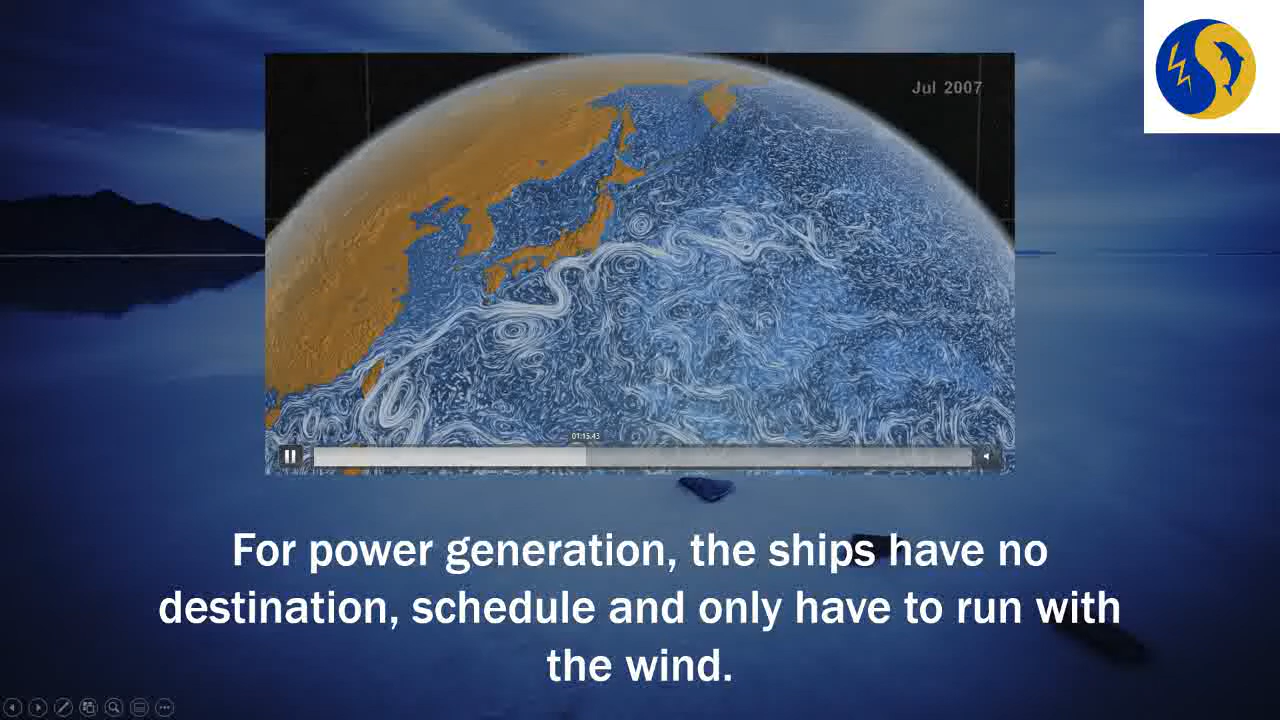 Jul 2007
01:15.43
For power generation, the ships have no
destination, schedule and only have to run with
the wind.